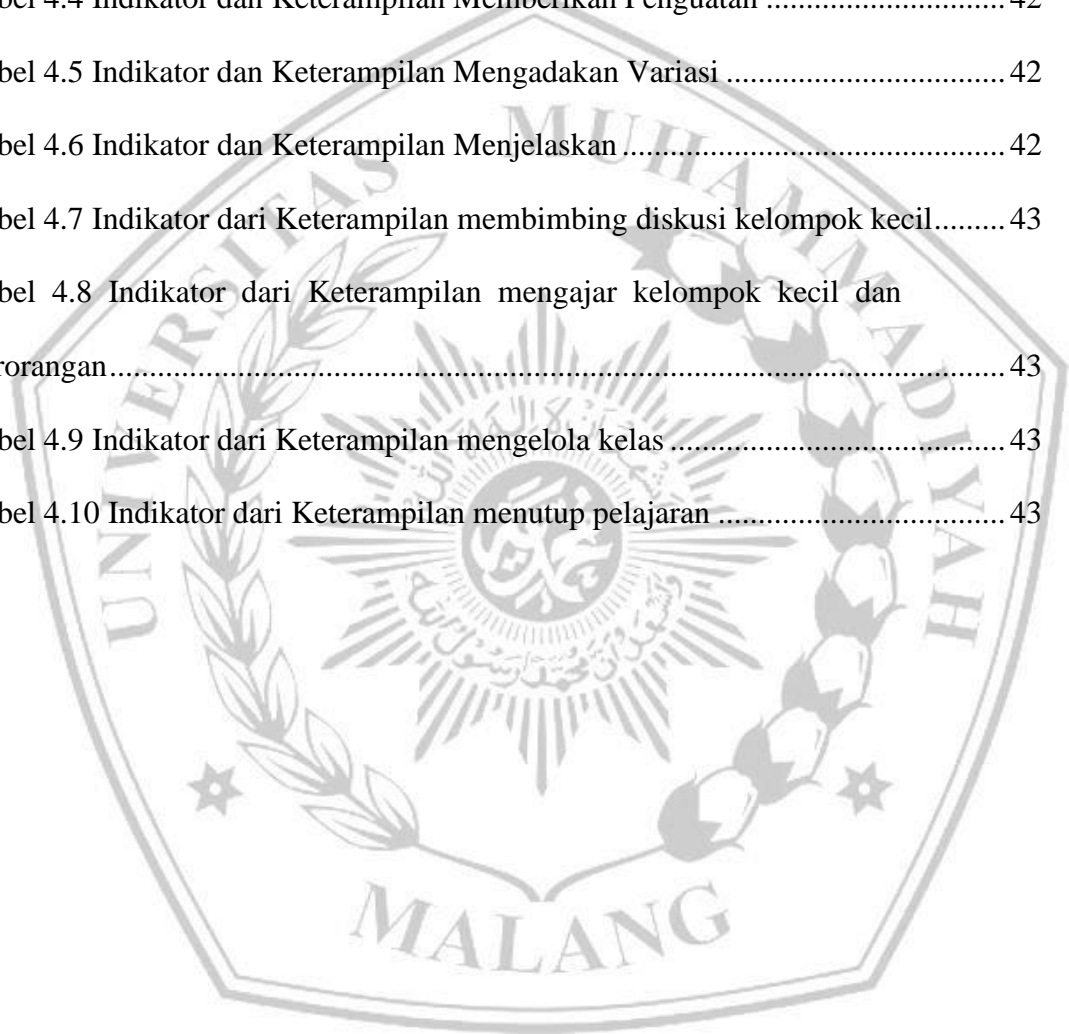 bel 4.4 Indikator dan Keterampilan Memberikan Penguatan ................................ 42
bel 4.5 Indikator dan Keterampilan Mengadakan Variasi ..................................... 42
bel 4.6 Indikator dan Keterampilan Menjelaskan ................................................... 42
bel 4.7 Indikator dari Keterampilan membimbing diskusi kelompok kecil......... 43
bel 4.8 Indikator dari Keterampilan mengajar kelompok kecil dan
rorangan....................................................................................................................... 43
bel 4.9 Indikator dari Keterampilan mengelola kelas ............................................. 43
bel 4.10 Indikator dari Keterampilan menutup pelajaran ...................................... 43
UNIVERSITAS MUHAMMADIYAH
MALANG